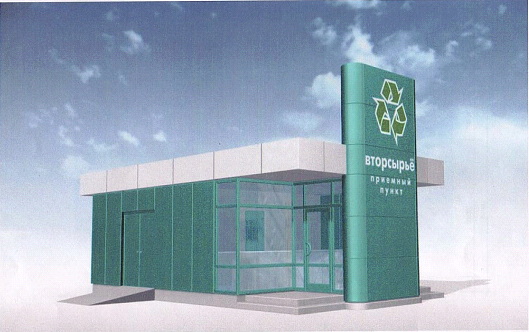 вторсырьё
приемный
пункт